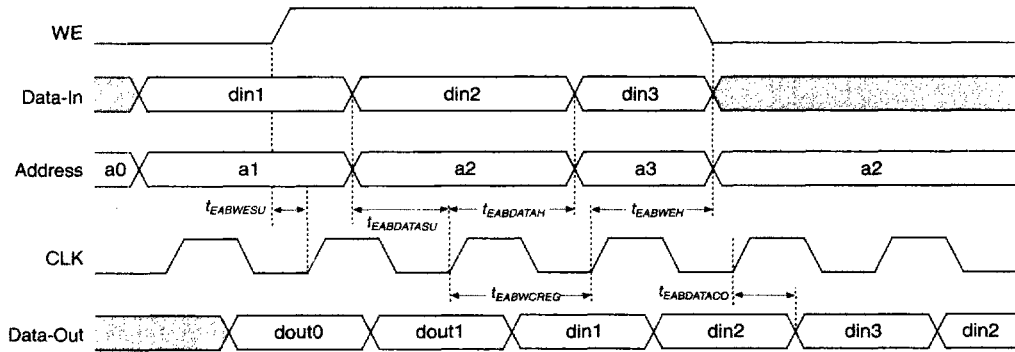 WE
Data-In din1 din2 din3
Address a0 a1 a2 a3 a2
tEABWESU tEABDATASU tEABDATAH tEABWEH
CLK
tEABWCREG tEABDATACO
Data-Out dout0 dout1 din1 din2 din3 din2